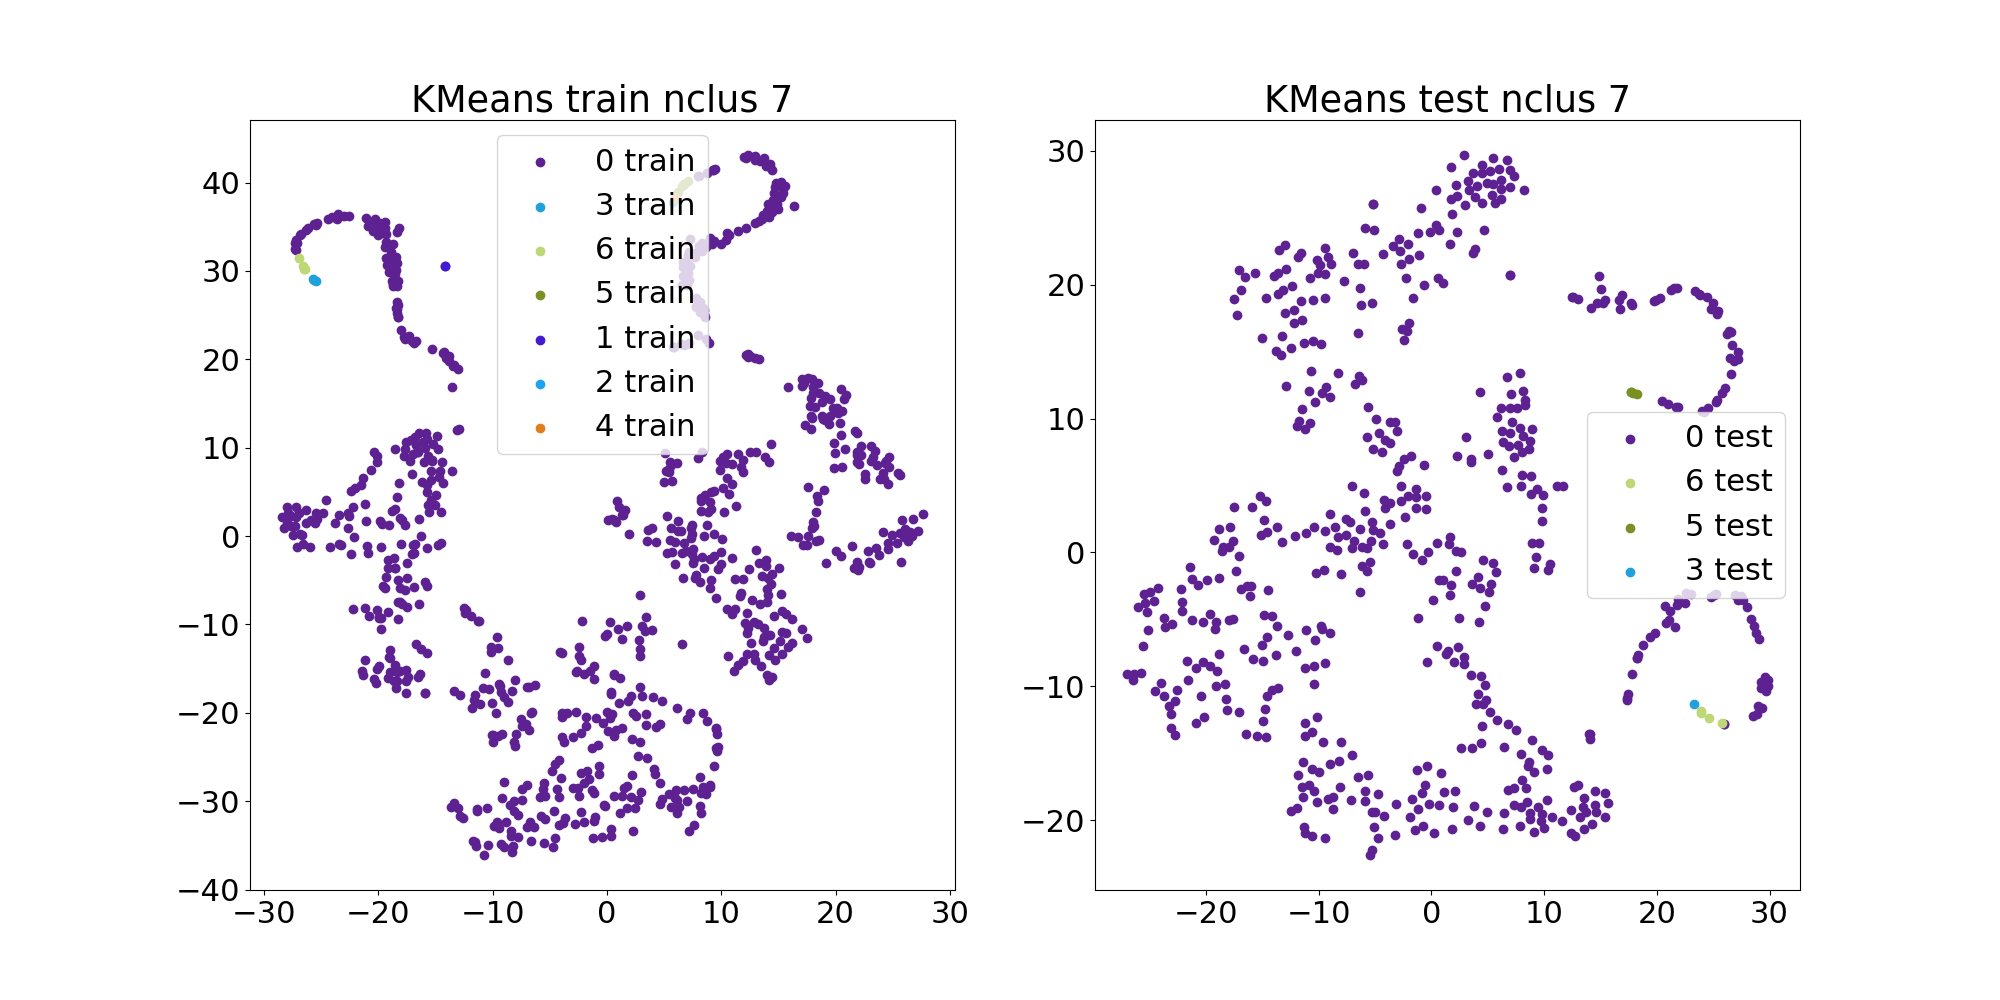 KMeans train nclus 7
40
30
20
10
0
−10
−20
−30
−40
−30 −20 −10 0 10 20 30
0 train
3 train
6 train
5 train
1 train
2 train
4 train
KMeans test nclus 7
30
20
10
0
−10
−20
−20 −10 0 10 20 30
0 test
6 test
5 test
3 test